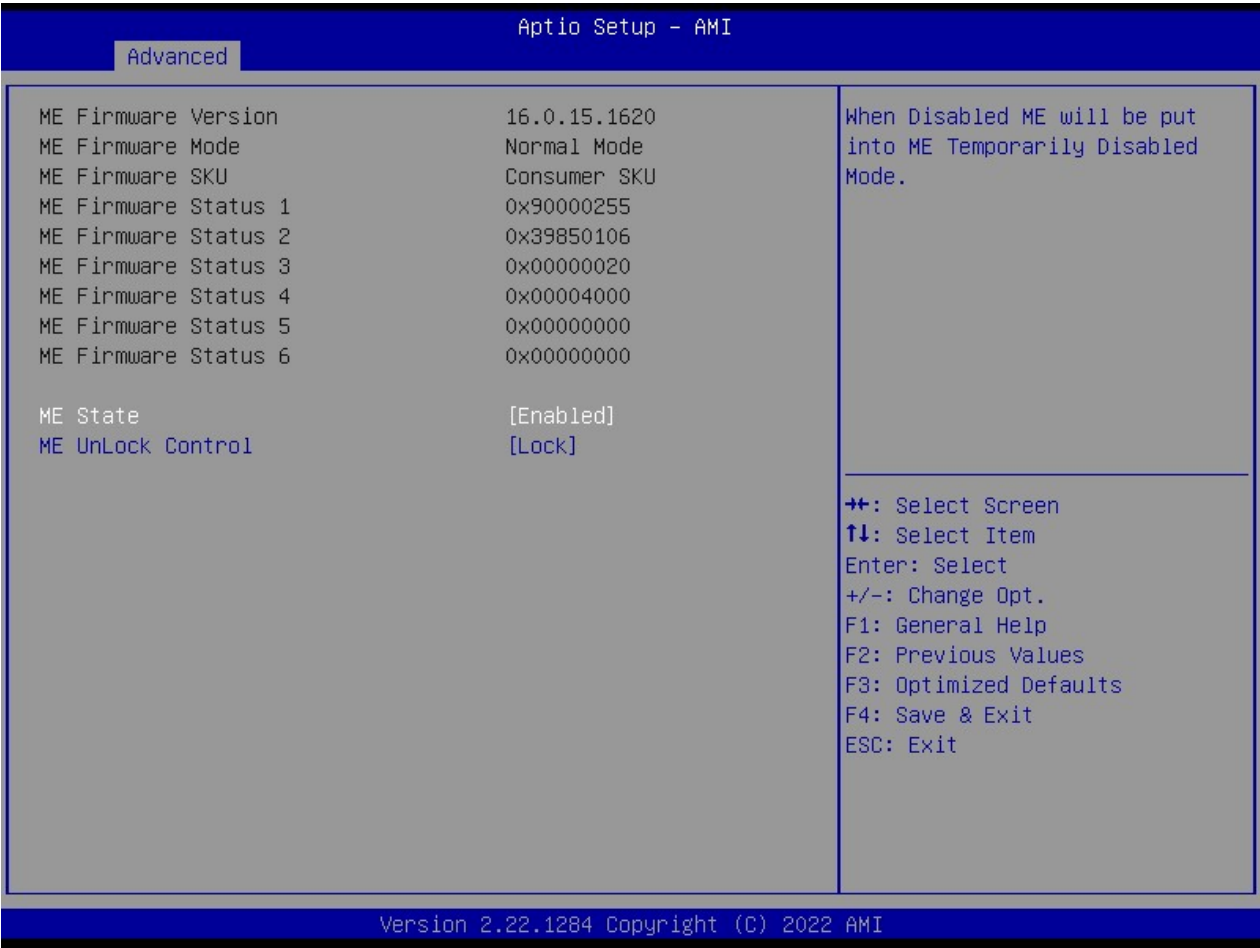 Aptio Setup – AMI
Advanced
ME Firmware Version 16.0.15.1620
ME Firmware Mode Normal Mode
ME Firmware SKU Consumer SKU
ME Firmware Status 1 0x90000255
ME Firmware Status 2 0x39850106
ME Firmware Status 3 0x00000020
ME Firmware Status 4 0x00004000
ME Firmware Status 5 0x00000000
ME Firmware Status 6 0x00000000
ME State [Enabled]
ME UnLock Control [Lock]
When Disabled ME will be put
into ME Temporarily Disabled
Mode.
→←: Select Screen
↑↓: Select Item
Enter: Select
+/-: Change Opt.
F1: General Help
F2: Previous Values
F3: Optimized Defaults
F4: Save & Exit
ESC: Exit
Version 2.22.1284 Copyright (C) 2022 AMI